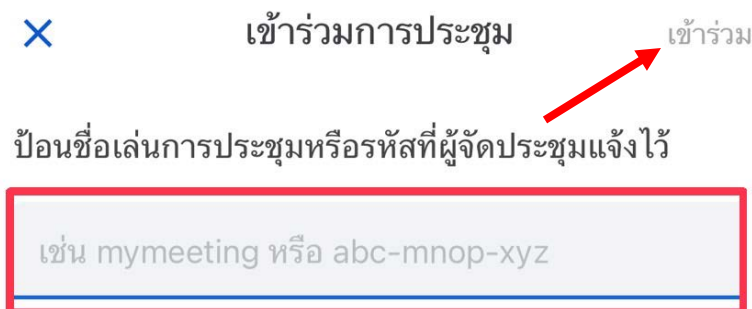 เข้าร่วมการประชุม เข้าร่วม
ป้อนชื่อเล่นการประชุมหรือรหัสที่ผู้จัดประชุมแจ้งไว้
เช่น mymeeting หรือ abc-mnop-xyz